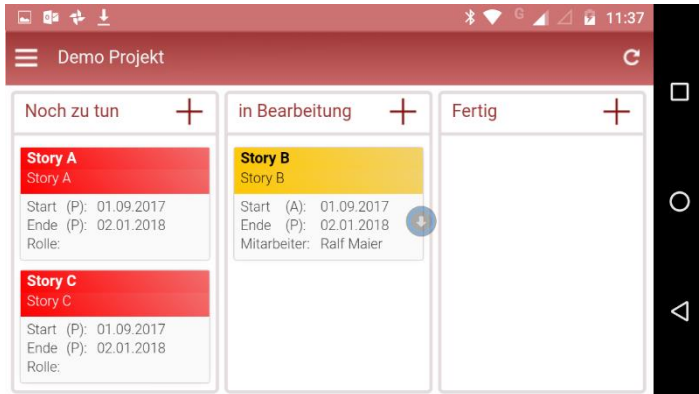 G
11:37
Demo Projekt
Noch zu tun
Story A
Story A
Start (P): 01.09.2017
Ende (P): 02.01.2018
Rolle:
Story C
Story C
Start (P): 01.09.2017
Ende (P): 02.01.2018
Rolle:
in Bearbeitung
Story B
Story B
Start (A): 01.09.2017
Ende (P): 02.01.2018
Mitarbeiter: Ralf Maier
Fertig